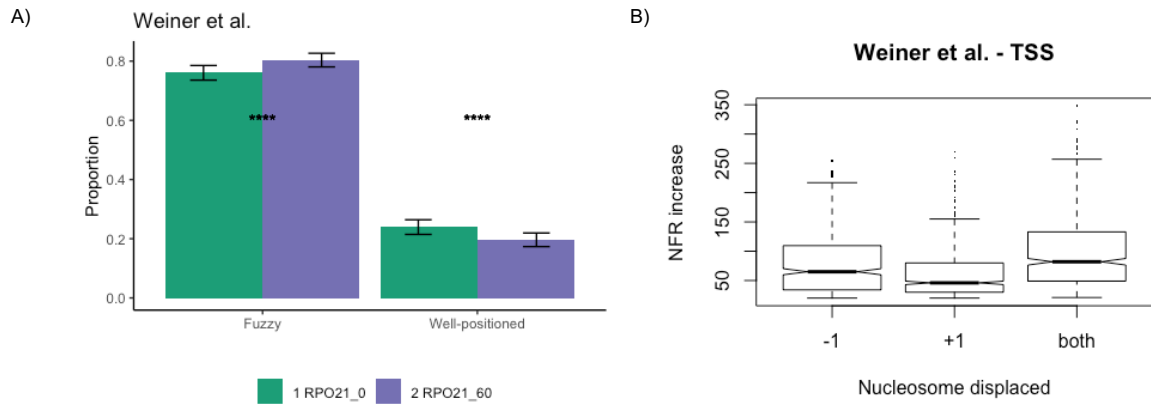 A)
Weiner et al.
Proportion
0.8
0.6
0.4
0.2
0.0
****
****
Fuzzy
Well-positioned
1 RPO21_0
2 RPO21_60
B)
Weiner et al. - TSS
NFR increase
350
250
150
50
-1
+1
both
Nucleosome displaced